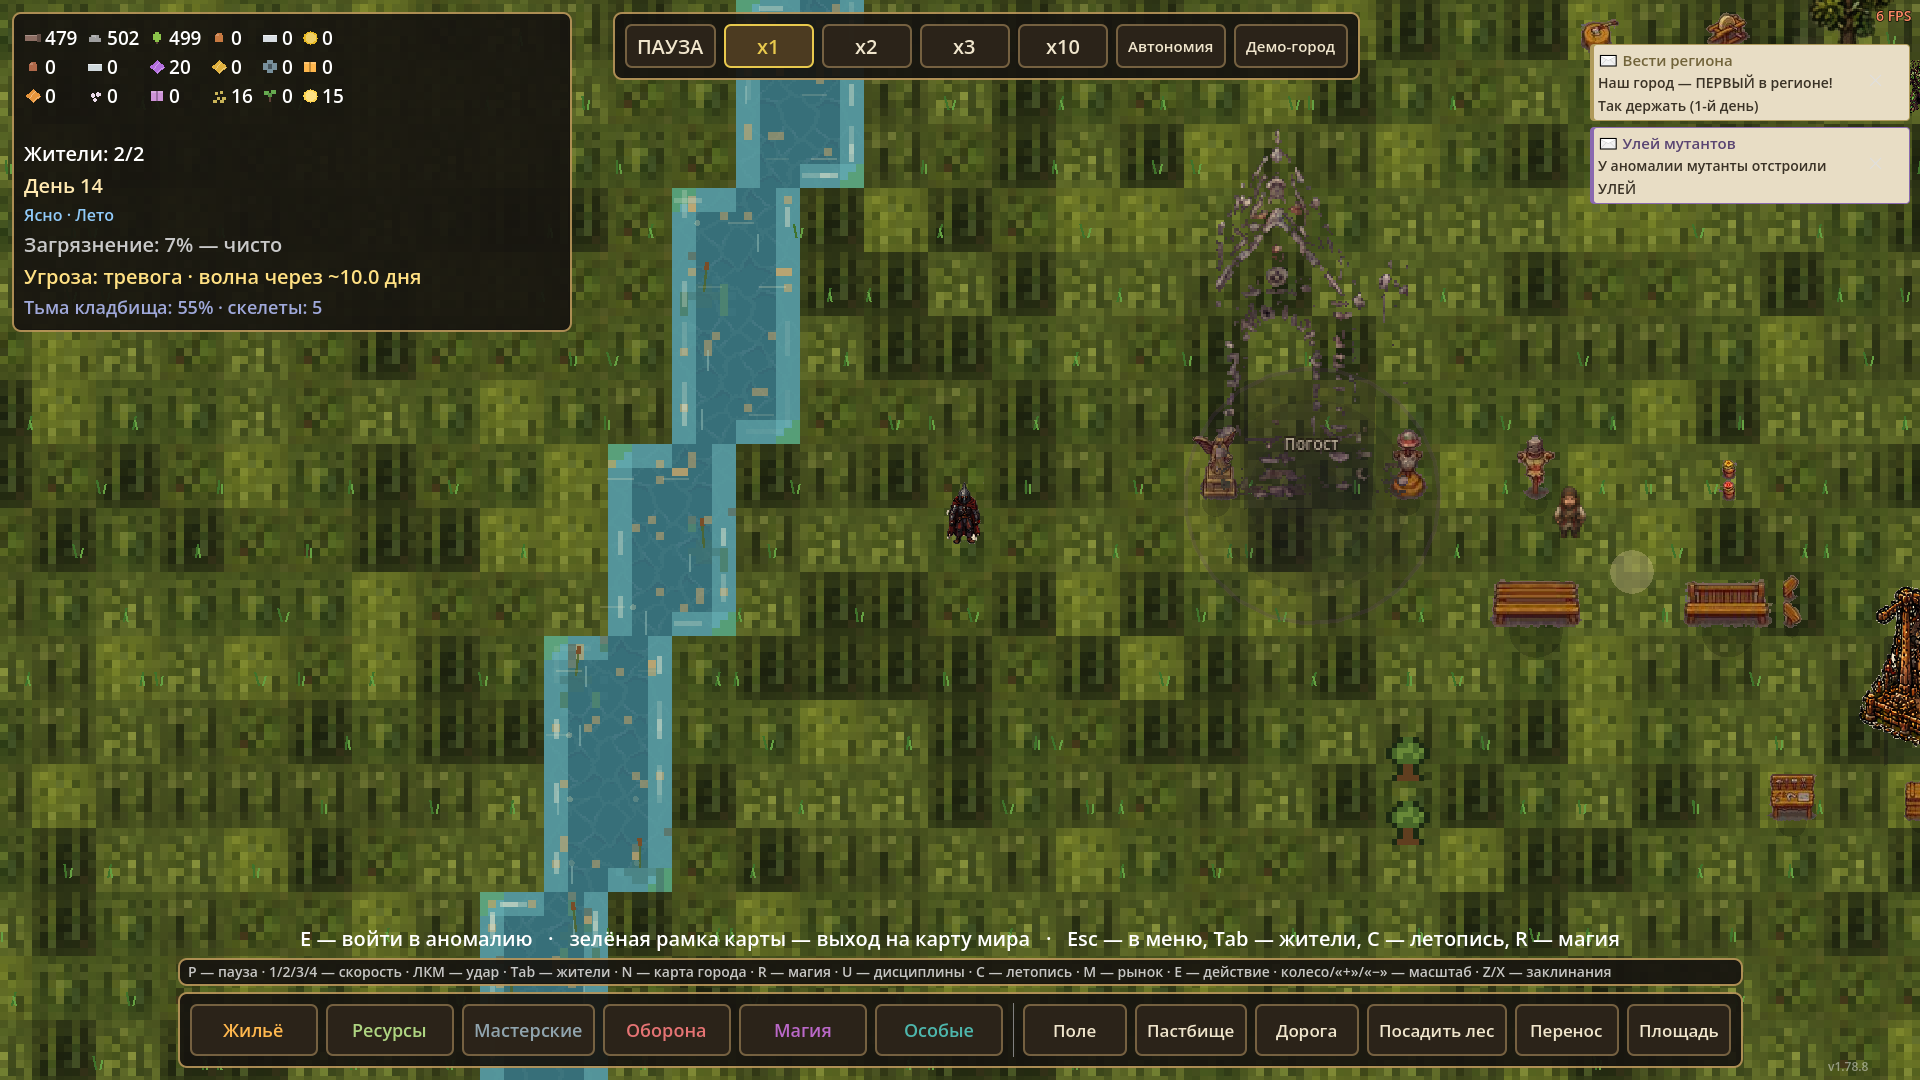 479 502 499 0 0 0
0 0 20 0 0 0
0 0 0 16 0 15
Жители: 2/2
День 14
Ясно · Лето
Загрязнение: 7% — чисто
Угроза: тревога · волна через ~10.0 дня
Тьма кладбища: 55% · скелеты: 5
ПАУЗА x1 x2 x3 x10 Автономия Демо-город
6 FPS
Вести региона
Наш город — ПЕРВЫЙ в регионе!
Так держать (1-й день)
Улей мутантов
У аномалии мутанты отстроили
УЛЕЙ
Погост
E — войти в аномалию · зелёная рамка карты — выход на карту мира · Esc — в меню, Tab — жители, C — летопись, R — магия
P — пауза · 1/2/3/4 — скорость · ЛКМ — удар · Tab — жители · N — карта города · R — магия · U — дисциплины · C — летопись · M — рынок · E — действие · колесо/«+»/«−» — масштаб · Z/X — заклинания
Жильё Ресурсы Мастерские Оборона Магия Особые Поле Пастбище Дорога Посадить лес Перенос Площадь
v1.78.8